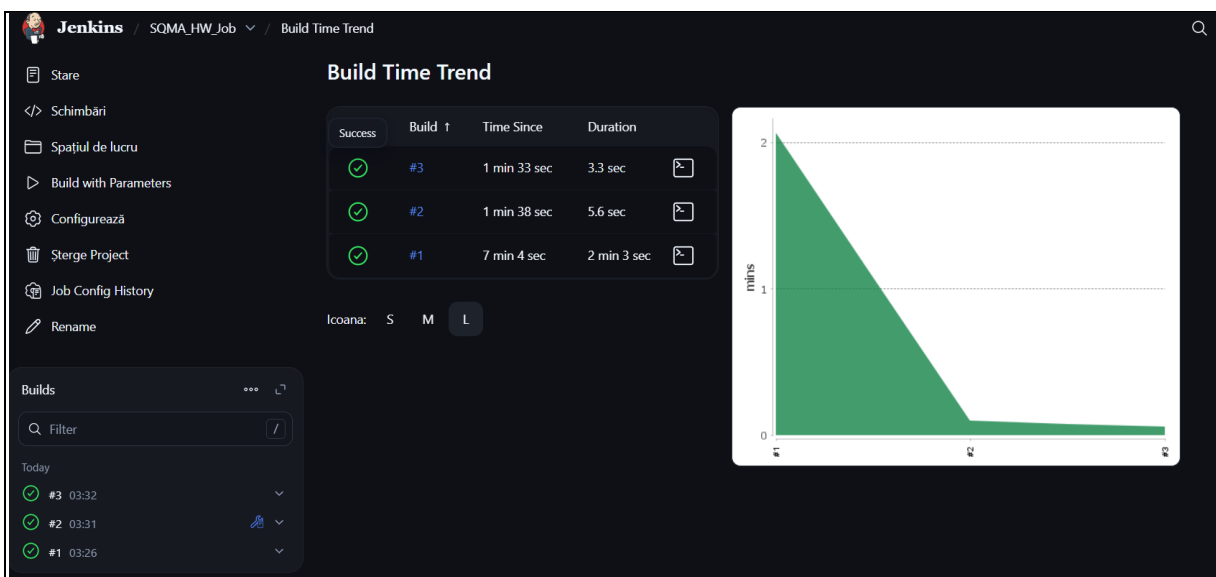 Jenkins / SQMA_HW_Job / Build Time Trend
Stare
Schimbări
Spațiul de lucru
Build with Parameters
Configurează
Șterge Project
Job Config History
Rename
Builds
Filter /
Today
#3 03:32
#2 03:31
#1 03:26
Build Time Trend
Success Build ↑ Time Since Duration
#3 1 min 33 sec 3.3 sec
#2 1 min 38 sec 5.6 sec
#1 7 min 4 sec 2 min 3 sec
Icoana: S M L
mins
2
1
0
#1 #2 #3